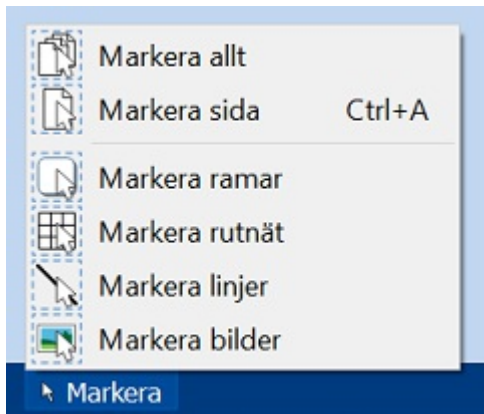 Markera allt
Markera sida Ctrl+A
Markera ramar
Markera rutnät
Markera linjer
Markera bilder
Markera